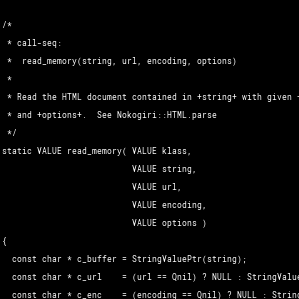 /*
 * call-seq:
 *  read_memory(string, url, encoding, options)
 *
 * Read the HTML document contained in +string+ with given
 * and +options+.  See Nokogiri::HTML.parse
 */
static VALUE read_memory( VALUE klass,
                          VALUE string,
                          VALUE url,
                          VALUE encoding,
                          VALUE options )
{
  const char * c_buffer = StringValuePtr(string);
  const char * c_url    = (url == Qnil) ? NULL :
  const char * c_enc    = (encoding == Qnil) ? NULL :